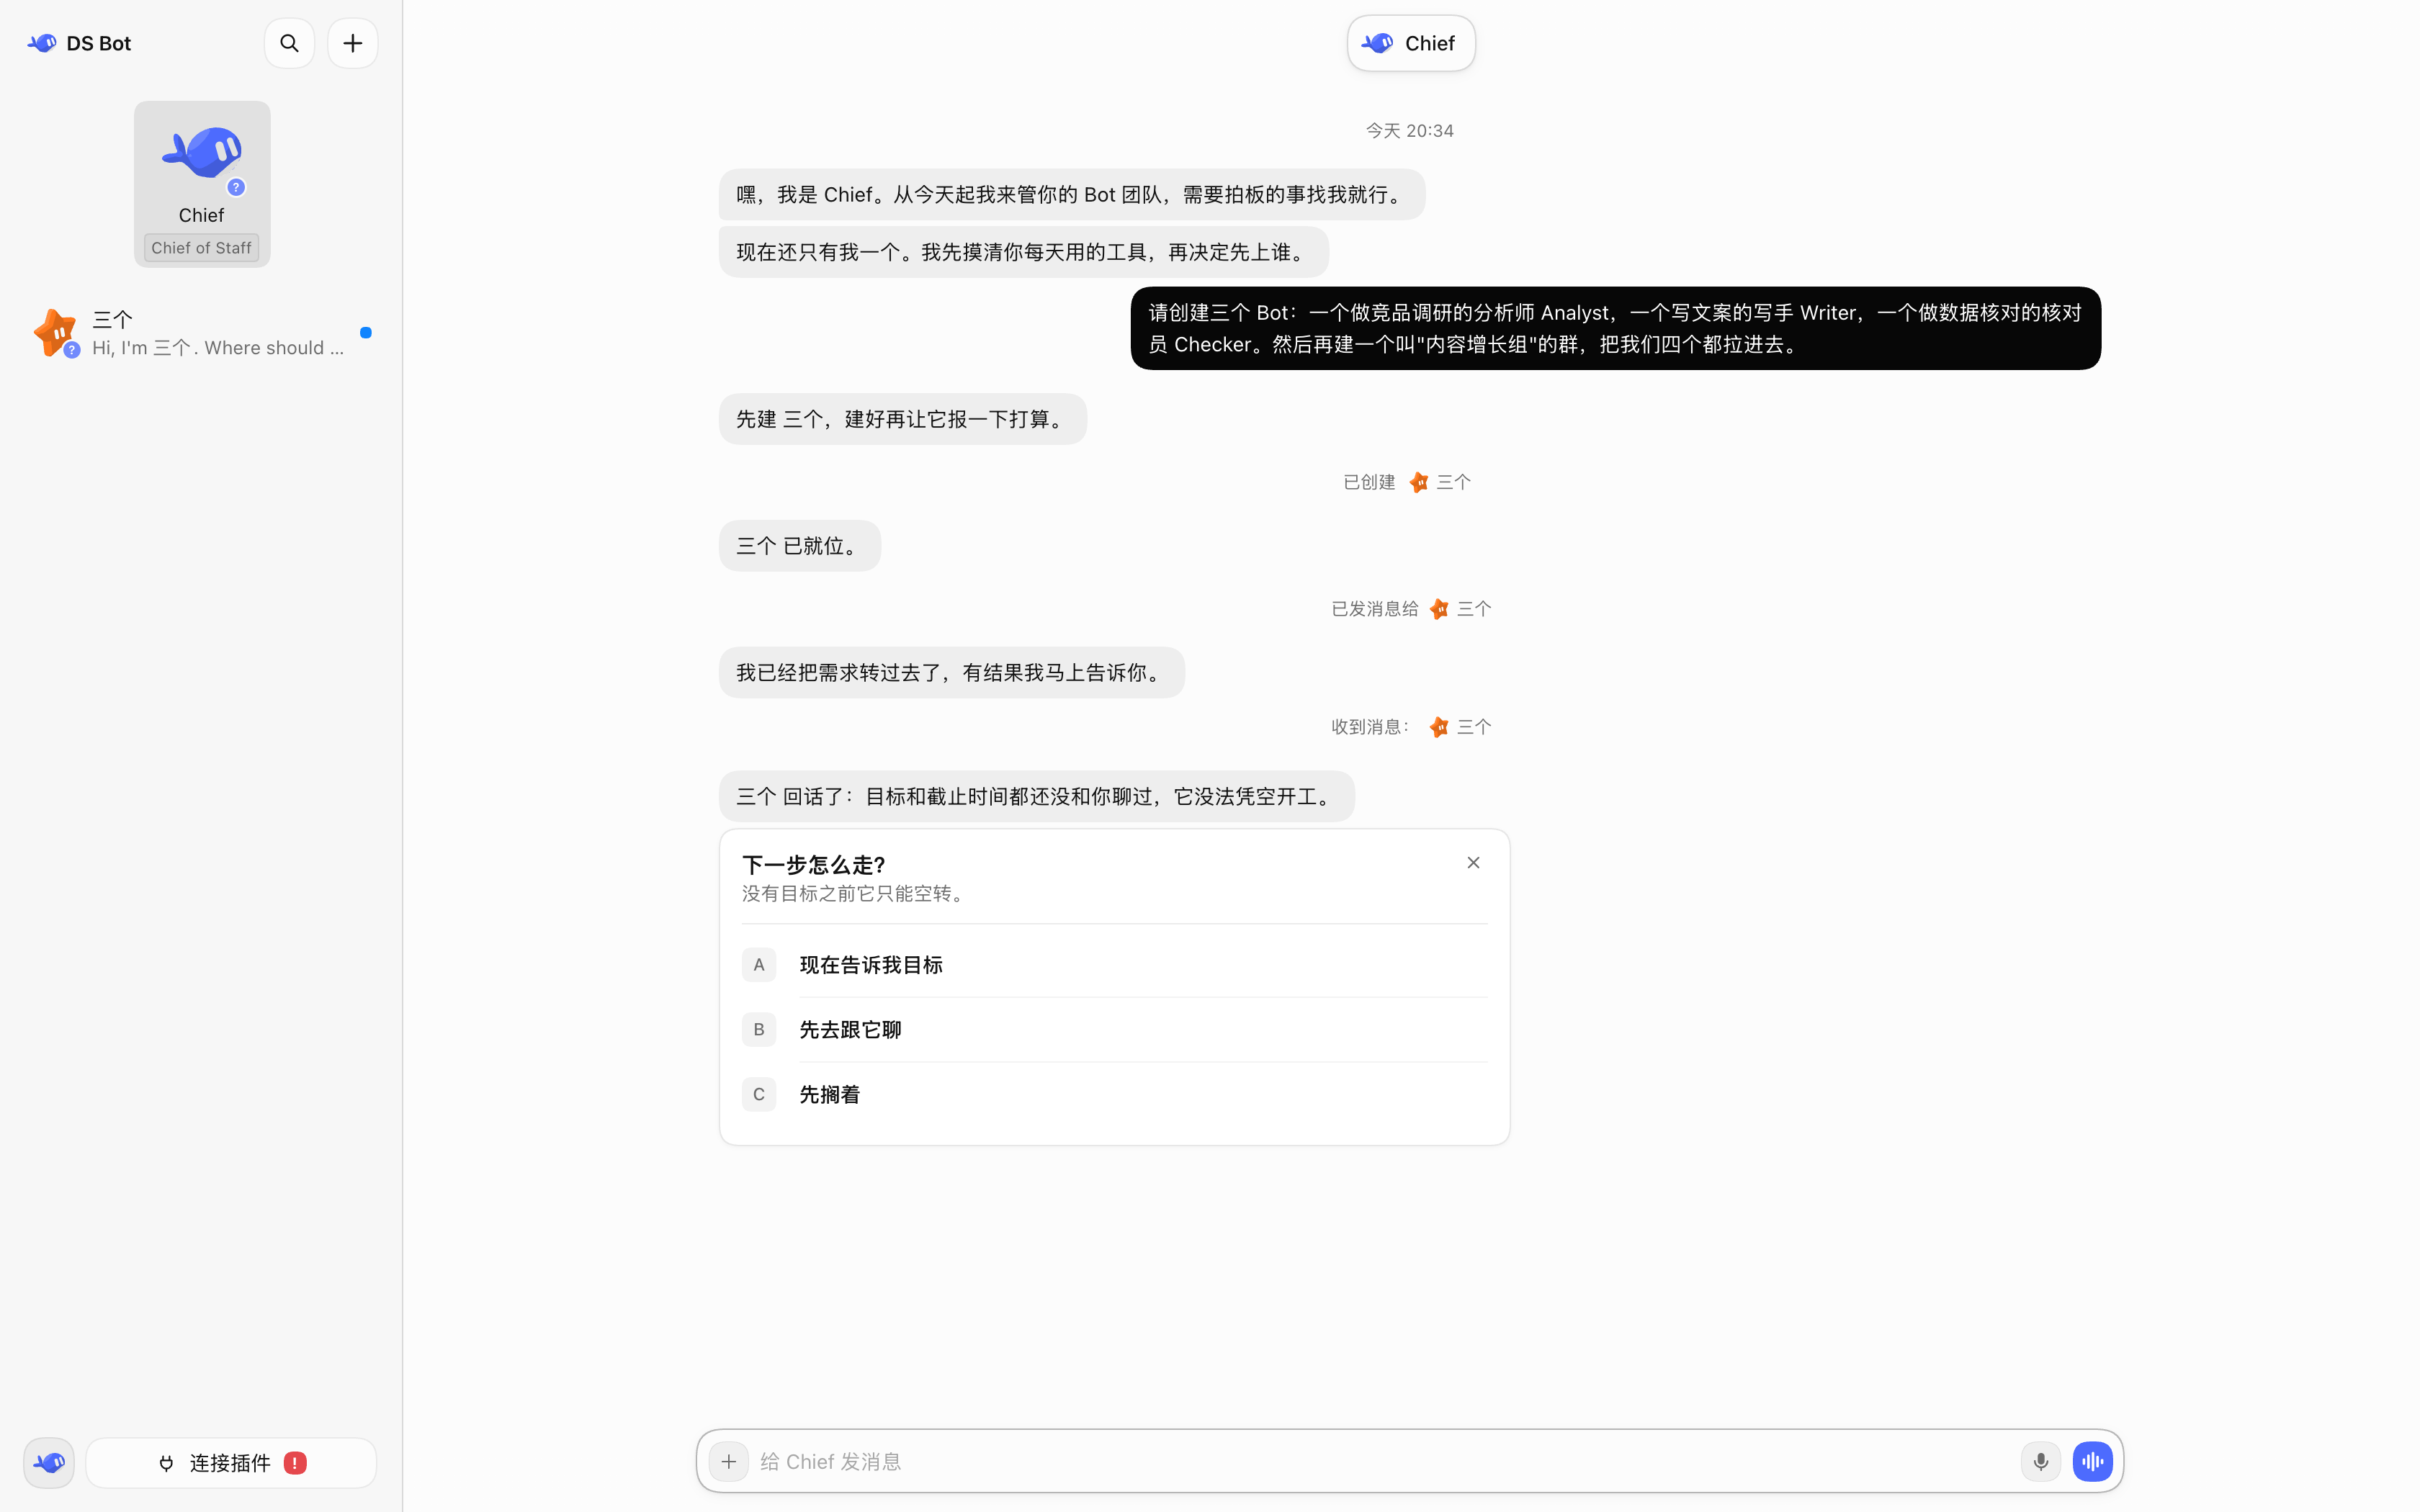 DS Bot
Chief
Chief of Staff
三个
Hi, I'm 三个. Where should ...
连接插件
!
Chief
今天 20:34
嘿，我是 Chief。从今天起我来管你的 Bot 团队，需要拍板的事找我就行。
现在还只有我一个。我先摸清你每天用的工具，再决定先上谁。
请创建三个 Bot：一个做竞品调研的分析师 Analyst，一个写文案的写手 Writer，一个做数据核对的核对
员 Checker。然后再建一个叫"内容增长组"的群，把我们四个都拉进去。
先建 三个，建好再让它报一下打算。
已创建 三个
三个 已就位。
已发消息给 三个
我已经把需求转过去了，有结果我马上告诉你。
收到消息： 三个
三个 回话了：目标和截止时间都还没和你聊过，它没法凭空开工。
下一步怎么走?
没有目标之前它只能空转。
A 现在告诉我目标
B 先去跟它聊
C 先搁着
给 Chief 发消息